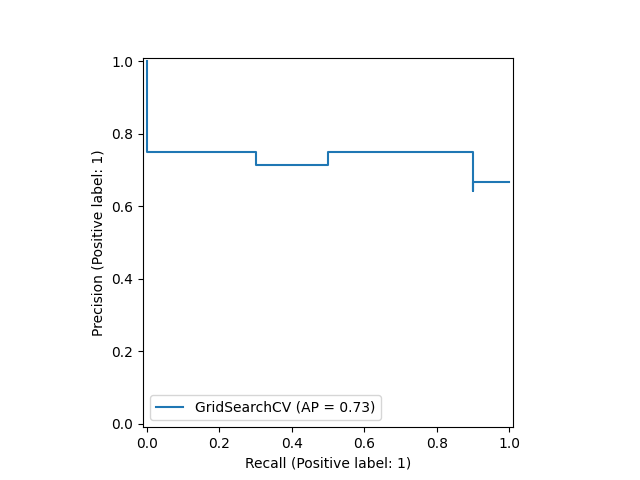 1.0
0.8
0.6
0.4
0.2
0.0
Precision (Positive label: 1)
GridSearchCV (AP = 0.73)
0.0 0.2 0.4 0.6 0.8 1.0
Recall (Positive label: 1)